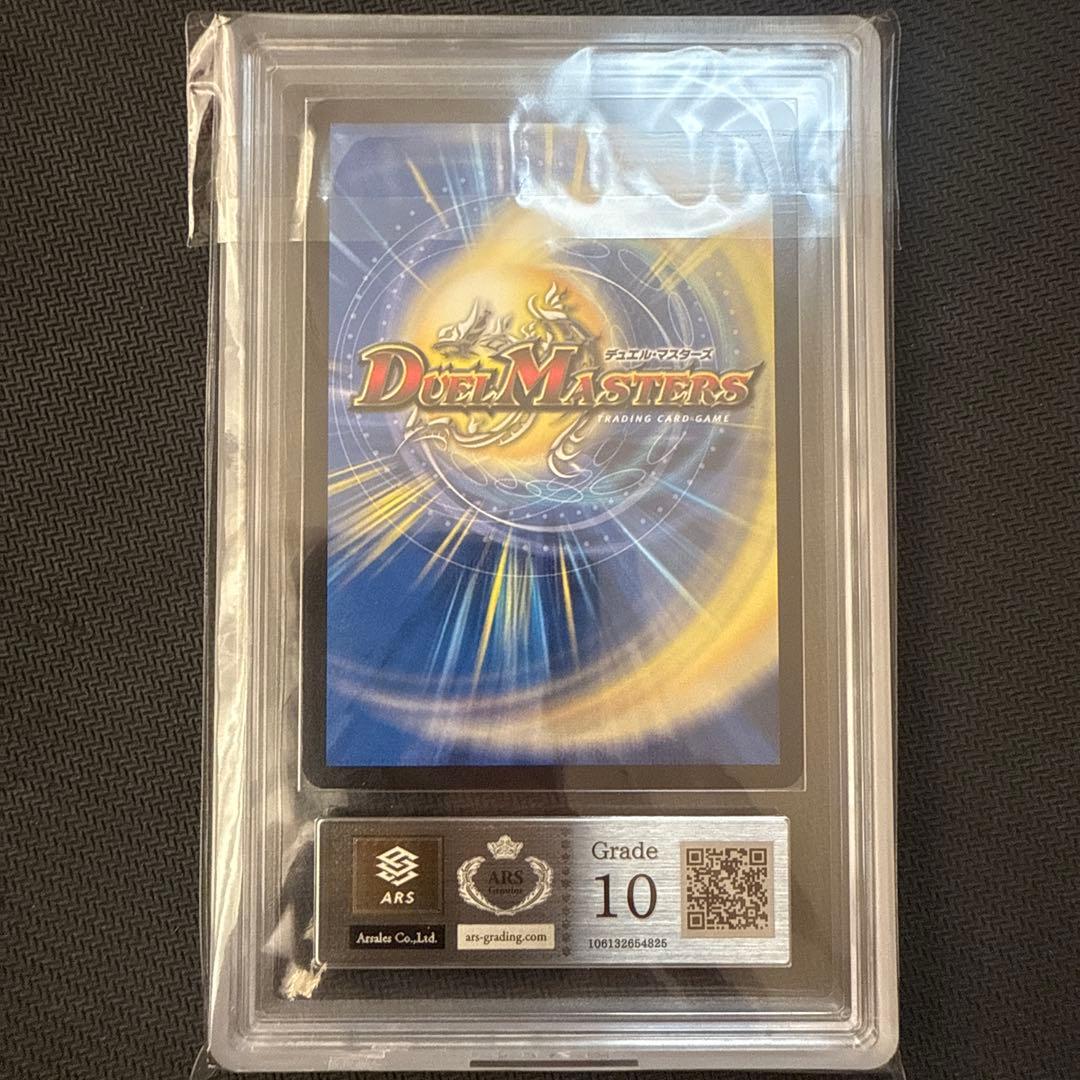 デュエル・マスターズ
DUEL MASTERS
TRADING CARD GAME
ARS
Arsales Co.,Ltd.
ARS
Genuine
ars-grading.com
Grade
10
106132654825